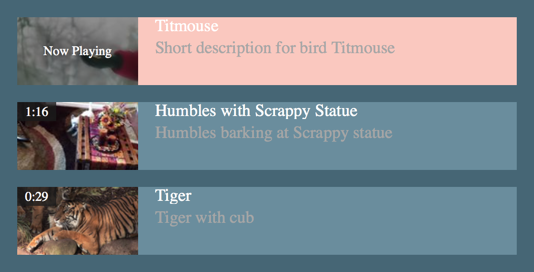 Titmouse
Now Playing
Short description for bird Titmouse
1:16
Humbles with Scrappy Statue
Humbles barking at Scrappy statue
0:29
Tiger
Tiger with cub